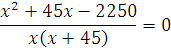 x² + 45x - 2250
x(x + 45)
= 0